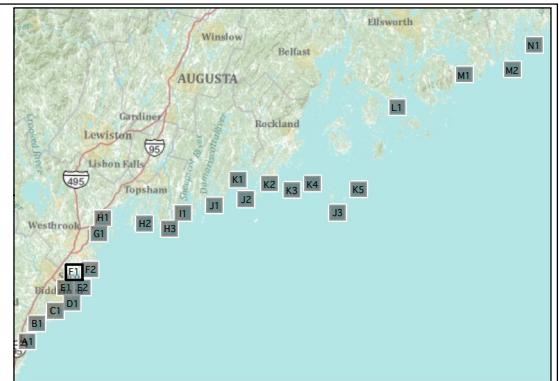 Ellsworth
Winslow
N1
Belfast
M2
M1
AUGUSTA
L1
Gardiner
Rockland
Lewiston
95
Lisbon Falls
495
Topsham
K1
K2
K4
K3
K5
J2
J1
J3
I1
H1
H2
H3
Westbrook
G1
F1
F2
E1
E2
D1
C1
B1
A1